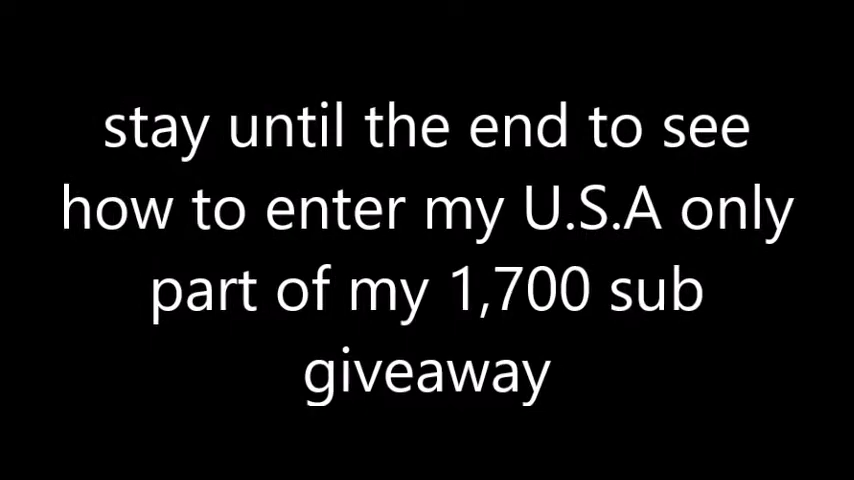 stay until the end to see
how to enter my U.S.A only
part of my 1,700 sub
giveaway